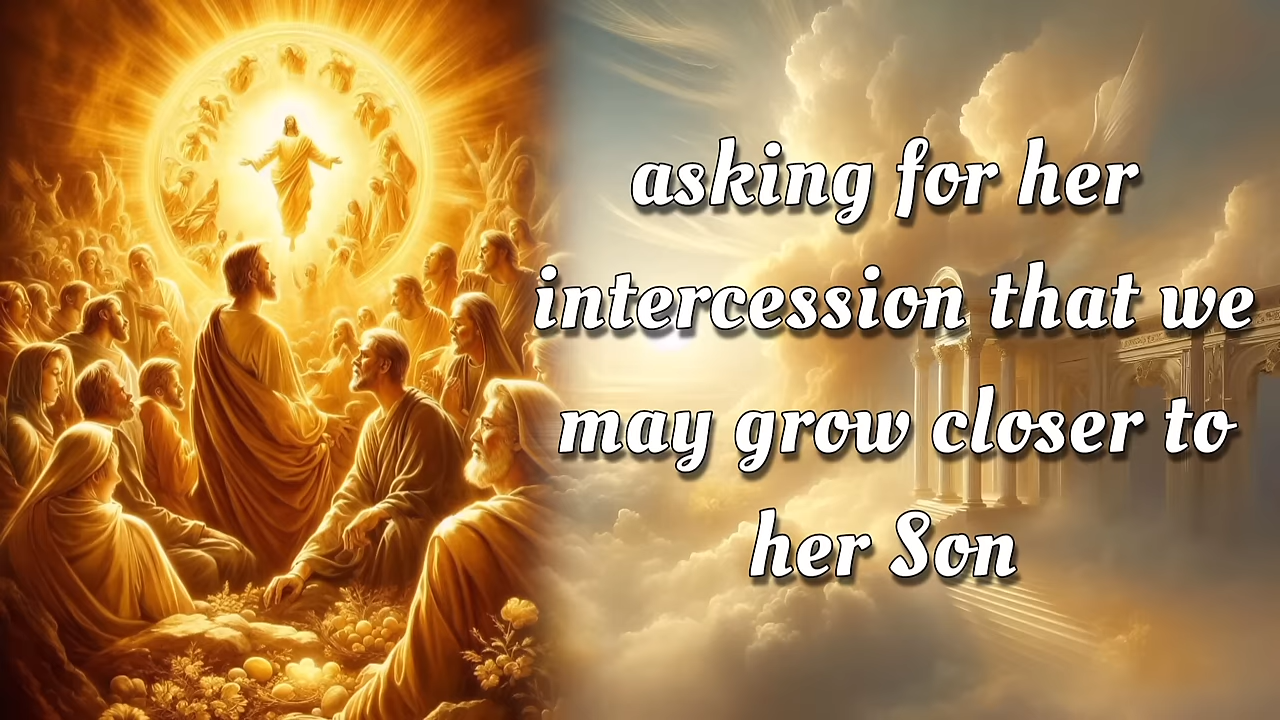 asking for her
intercession that we
may grow closer to
her Son